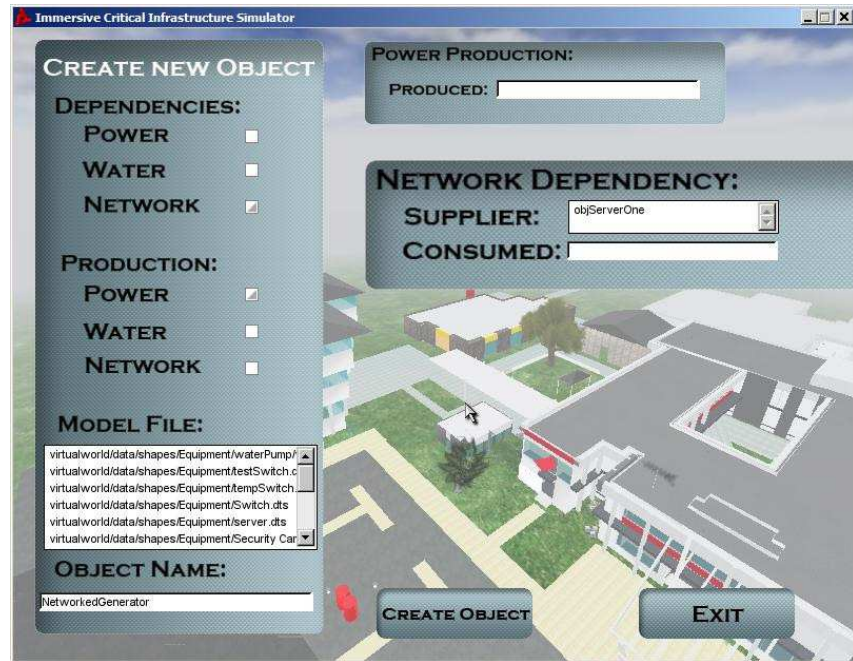 Immersive Critical Infrastructure Simulator
CREATE NEW OBJECT
DEPENDENCIES:
POWER
WATER
NETWORK
PRODUCTION:
POWER
WATER
NETWORK
MODEL FILE:
virtualworld/data/shapes/Equipment/waterPump/
virtualworld/data/shapes/Equipment/testSwitch.c
virtualworld/data/shapes/Equipment/tempSwitch.
virtualworld/data/shapes/Equipment/Switch.dts
virtualworld/data/shapes/Equipment/server.dts
virtualworld/data/shapes/Equipment/Security Car
OBJECT NAME:
NetworkedGenerator
POWER PRODUCTION:
PRODUCED:
NETWORK DEPENDENCY:
SUPPLIER:
objServerOne
CONSUMED:
CREATE OBJECT
EXIT